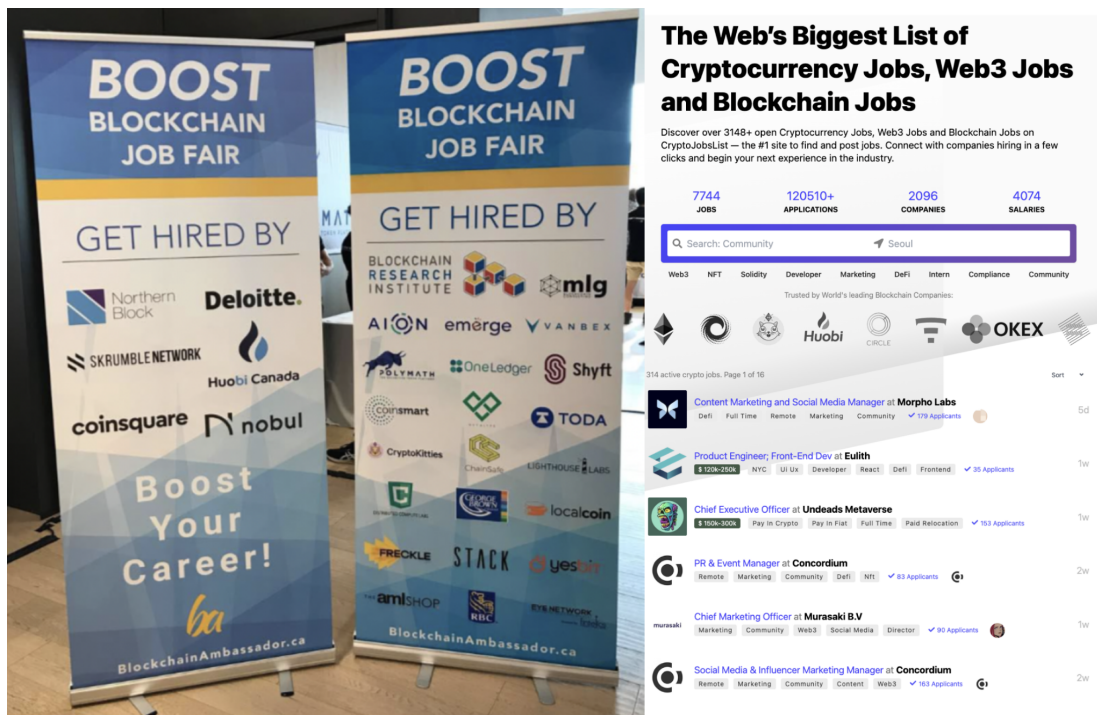 BOOST
BLOCKCHAIN
JOB FAIR
GET HIRED BY
Northern
Block
Deloitte.
SKRUMBLE NETWORK
Huobi Canada
coinsquare
nobul
Boost
Your
Career!
ba
BlockchainAmbassador.ca
BOOST
BLOCKCHAIN
JOB FAIR
GET HIRED BY
BLOCKCHAIN
RESEARCH
INSTITUTE
mlg
AION
emerge
VANBEX
POLYMATH
OneLedger
Shyft
coinsmart
TODA
CryptoKitties
ChainSafe
LIGHTHOUSE LABS
GEORGE
BROWN
localcoin
FRECKLE
STACK
yesbit
THE amlSHOP
RBC
EVE NETWORK
BlockchainAmbassador.ca
The Web's Biggest List of
Cryptocurrency Jobs, Web3 Jobs
and Blockchain Jobs
Discover over 3148+ open Cryptocurrency Jobs, Web3 Jobs and Blockchain Jobs on
CryptoJobsList — the #1 site to find and post jobs. Connect with companies hiring in a few
clicks and begin your next experience in the industry.
7744 120510+ 2096 4074
JOBS APPLICATIONS COMPANIES SALARIES
Search: Community Seoul
Web3 NFT Solidity Developer Marketing DeFi Intern Compliance Community
Trusted by World's leading Blockchain Companies:
Huobi CIRCLE OKEX
314 active crypto jobs. Page 1 of 16 Sort
Content Marketing and Social Media Manager at Morpho Labs
Defi Full Time Remote Marketing Community 179 Applicants 5d
Product Engineer; Front-End Dev at Eulith
$ 120k-250k NYC Ui Ux Developer React Defi Frontend 35 Applicants 1w
Chief Executive Officer at Undeads Metaverse
$ 150k-300k Pay in Crypto Pay in Fiat Full Time Paid Relocation 153 Applicants 1w
PR & Event Manager at Concordium
Remote Marketing Community Defi Nft 83 Applicants 2w
murasaki
Chief Marketing Officer at Murasaki B.V
Marketing Community Web3 Social Media Director 90 Applicants 1w
Social Media & Influencer Marketing Manager at Concordium
Remote Marketing Community Content Web3 163 Applicants 2w